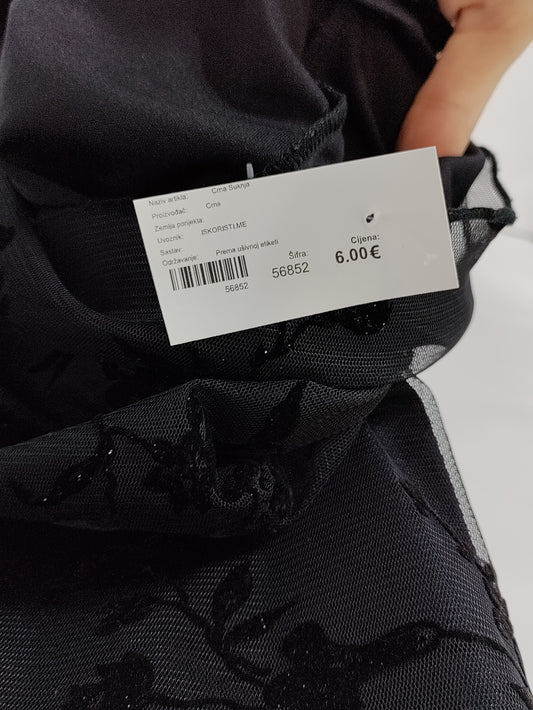 Naziv artikla: Crna Suknja
Proizvođač: Crna
Zemlja porijekla:
Uvoznik: ISKORISTI.ME
Sastav:
Održavanje: Prema ušivnoj etiketi
56852
Šifra:
56852
Cijena:
6.00€